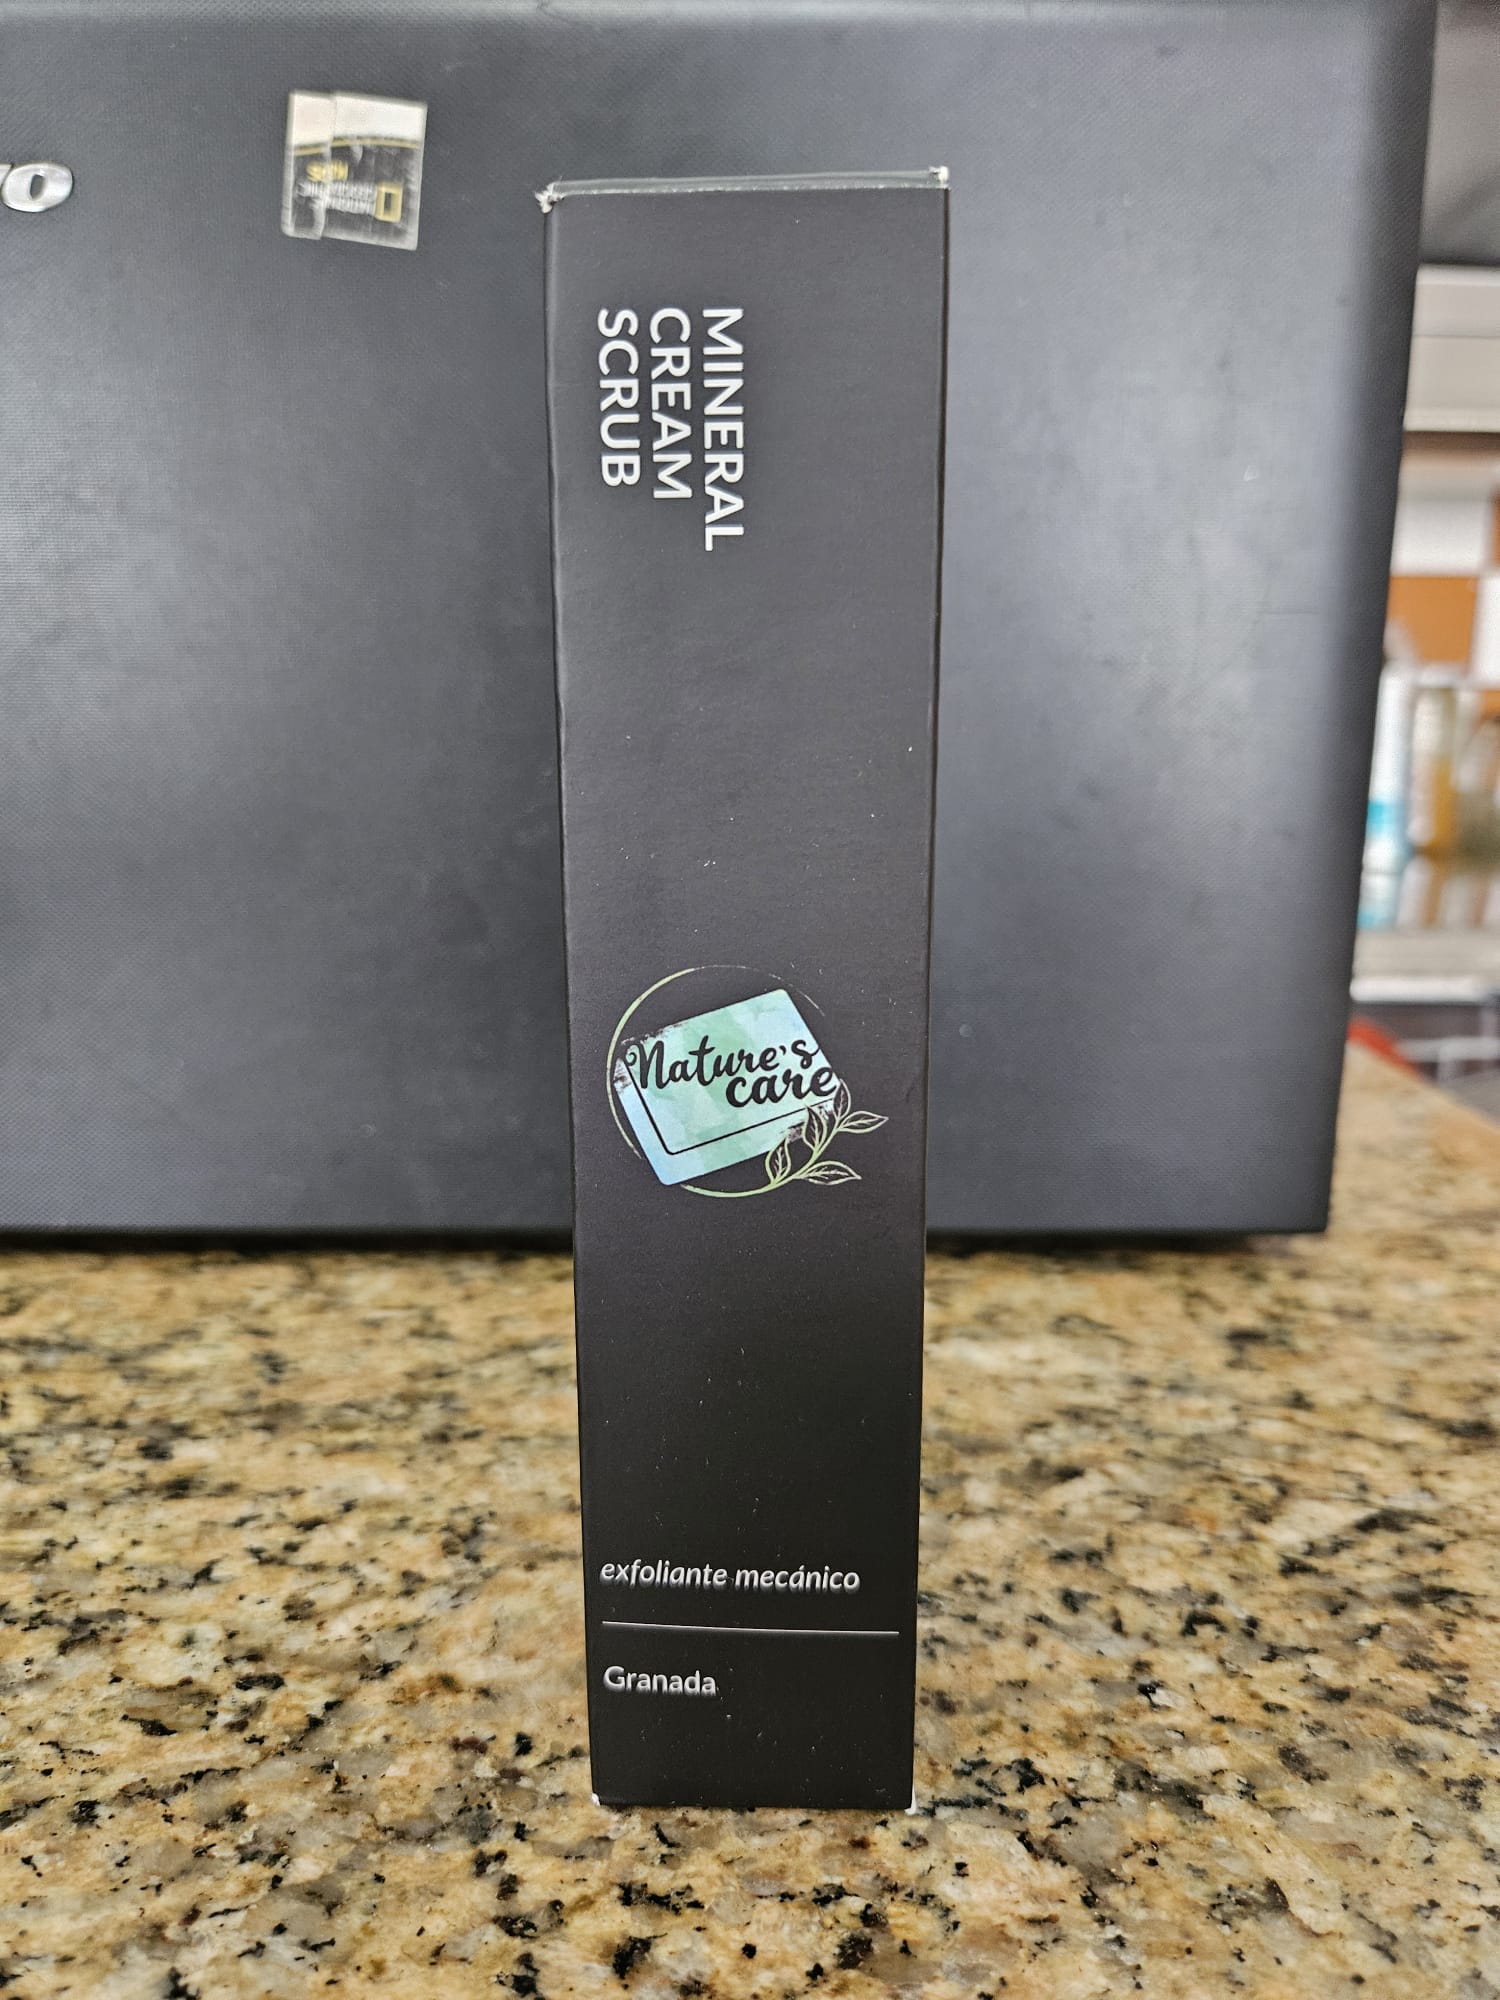 MINERAL
CREAM
SCRUB
Nature's
care
exfoliante mecánico
Granada